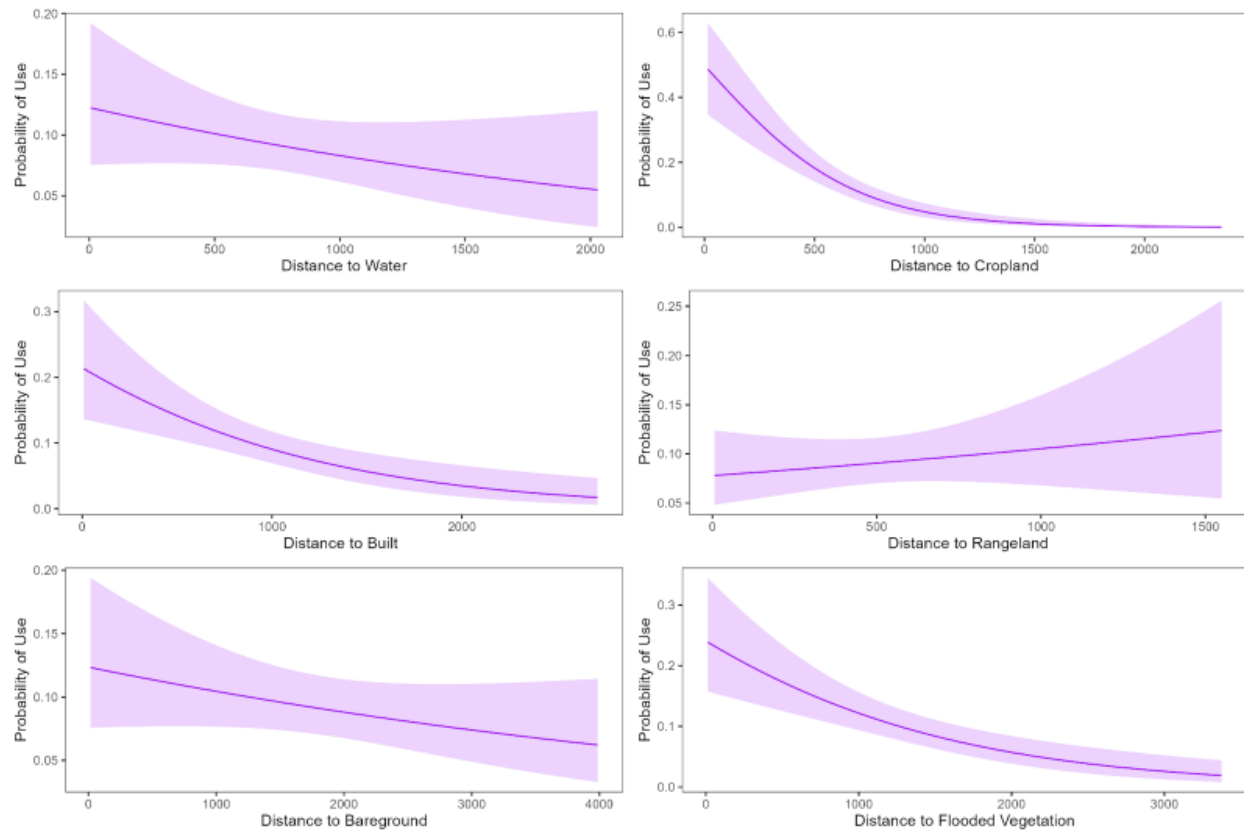 Probability of Use
0.20
0.15
0.10
0.05
0 500 1000 1500 2000
Distance to Water
Probability of Use
0.6
0.4
0.2
0.0
0 500 1000 1500 2000
Distance to Cropland
Probability of Use
0.3
0.2
0.1
0.0
0 1000 2000
Distance to Built
Probability of Use
0.25
0.20
0.15
0.10
0.05
0 500 1000 1500
Distance to Rangeland
Probability of Use
0.20
0.15
0.10
0.05
0 1000 2000 3000 4000
Distance to Bareground
Probability of Use
0.3
0.2
0.1
0.0
0 1000 2000 3000
Distance to Flooded Vegetation